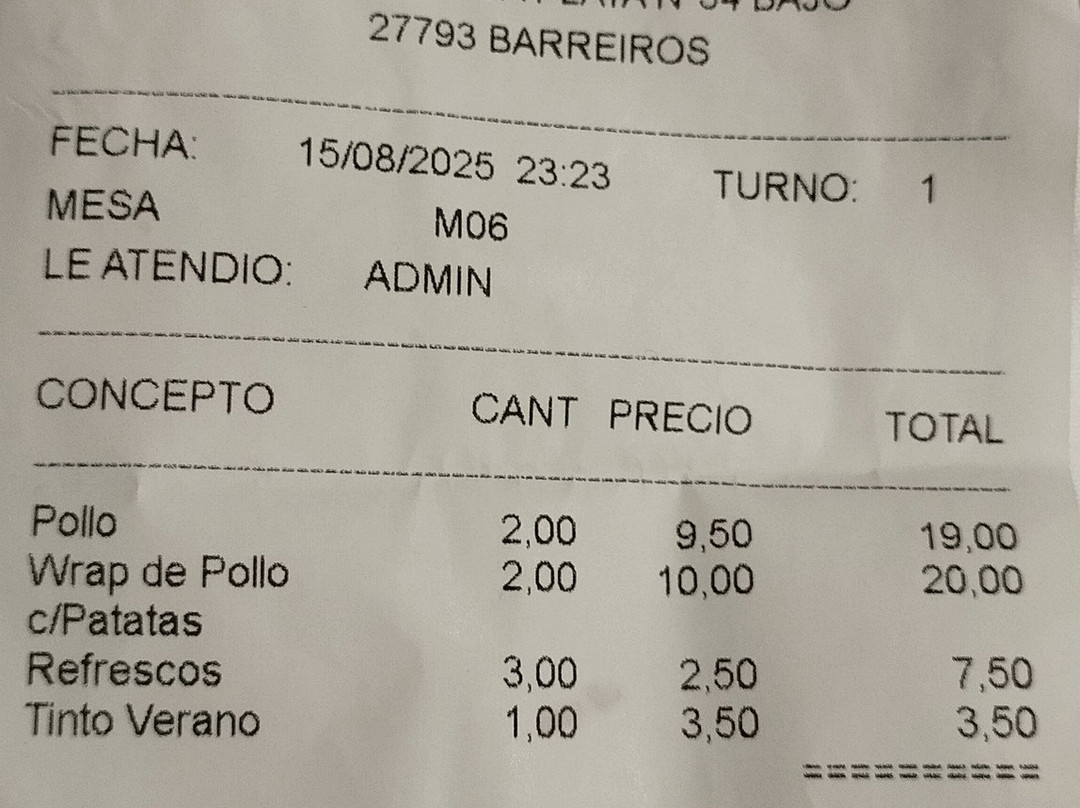 BAJO
27793 BARREIROS
FECHA: 15/08/2025 23:23 TURNO: 1
MESA M06
LE ATENDIO: ADMIN
CONCEPTO CANT PRECIO TOTAL
Pollo 2,00 9,50 19,00
Wrap de Pollo 2,00 10,00 20,00
c/Patatas
Refrescos 3,00 2,50 7,50
Tinto Verano 1,00 3,50 3,50
==========